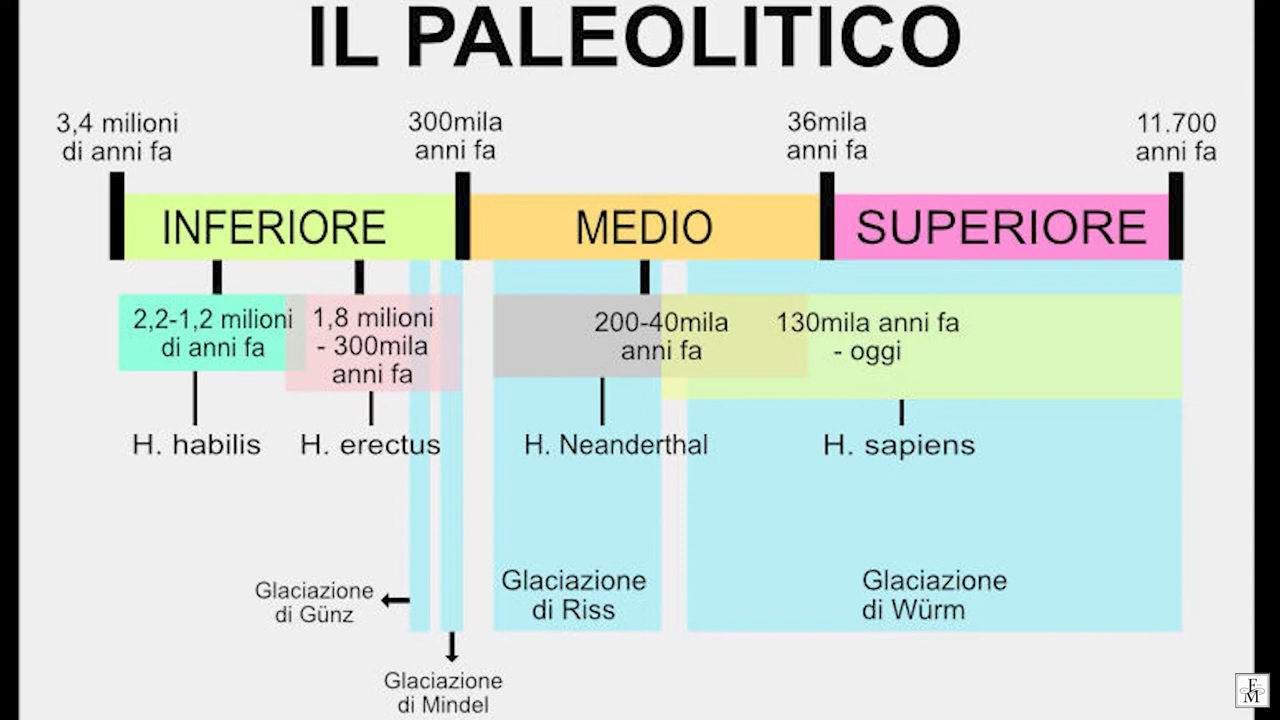 IL PALEOLITICO
3,4 milioni
di anni fa
300mila
anni fa
36mila
anni fa
11.700
anni fa
INFERIORE
MEDIO
SUPERIORE
2,2-1,2 milioni
di anni fa
1,8 milioni
- 300mila
anni fa
200-40mila
anni fa
130mila anni fa
- oggi
H. habilis
H. erectus
H. Neanderthal
H. sapiens
Glaciazione
di Günz
Glaciazione
di Riss
Glaciazione
di Würm
Glaciazione
di Mindel
F
M